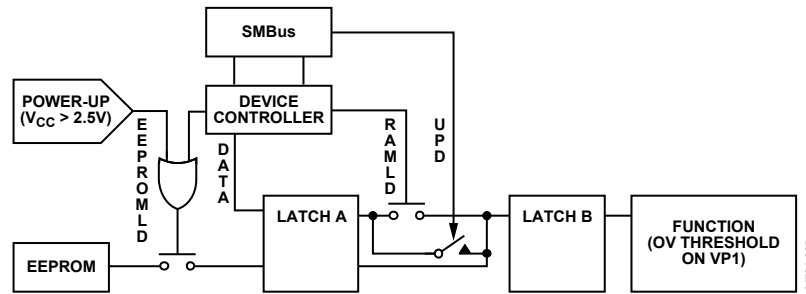 SMBus
POWER-UP
(VCC > 2.5V)
DEVICE
CONTROLLER
EEPROMLD
DATA
RAMLD
UPD
LATCH A
LATCH B
FUNCTION
(OV THRESHOLD
ON VP1)
EEPROM